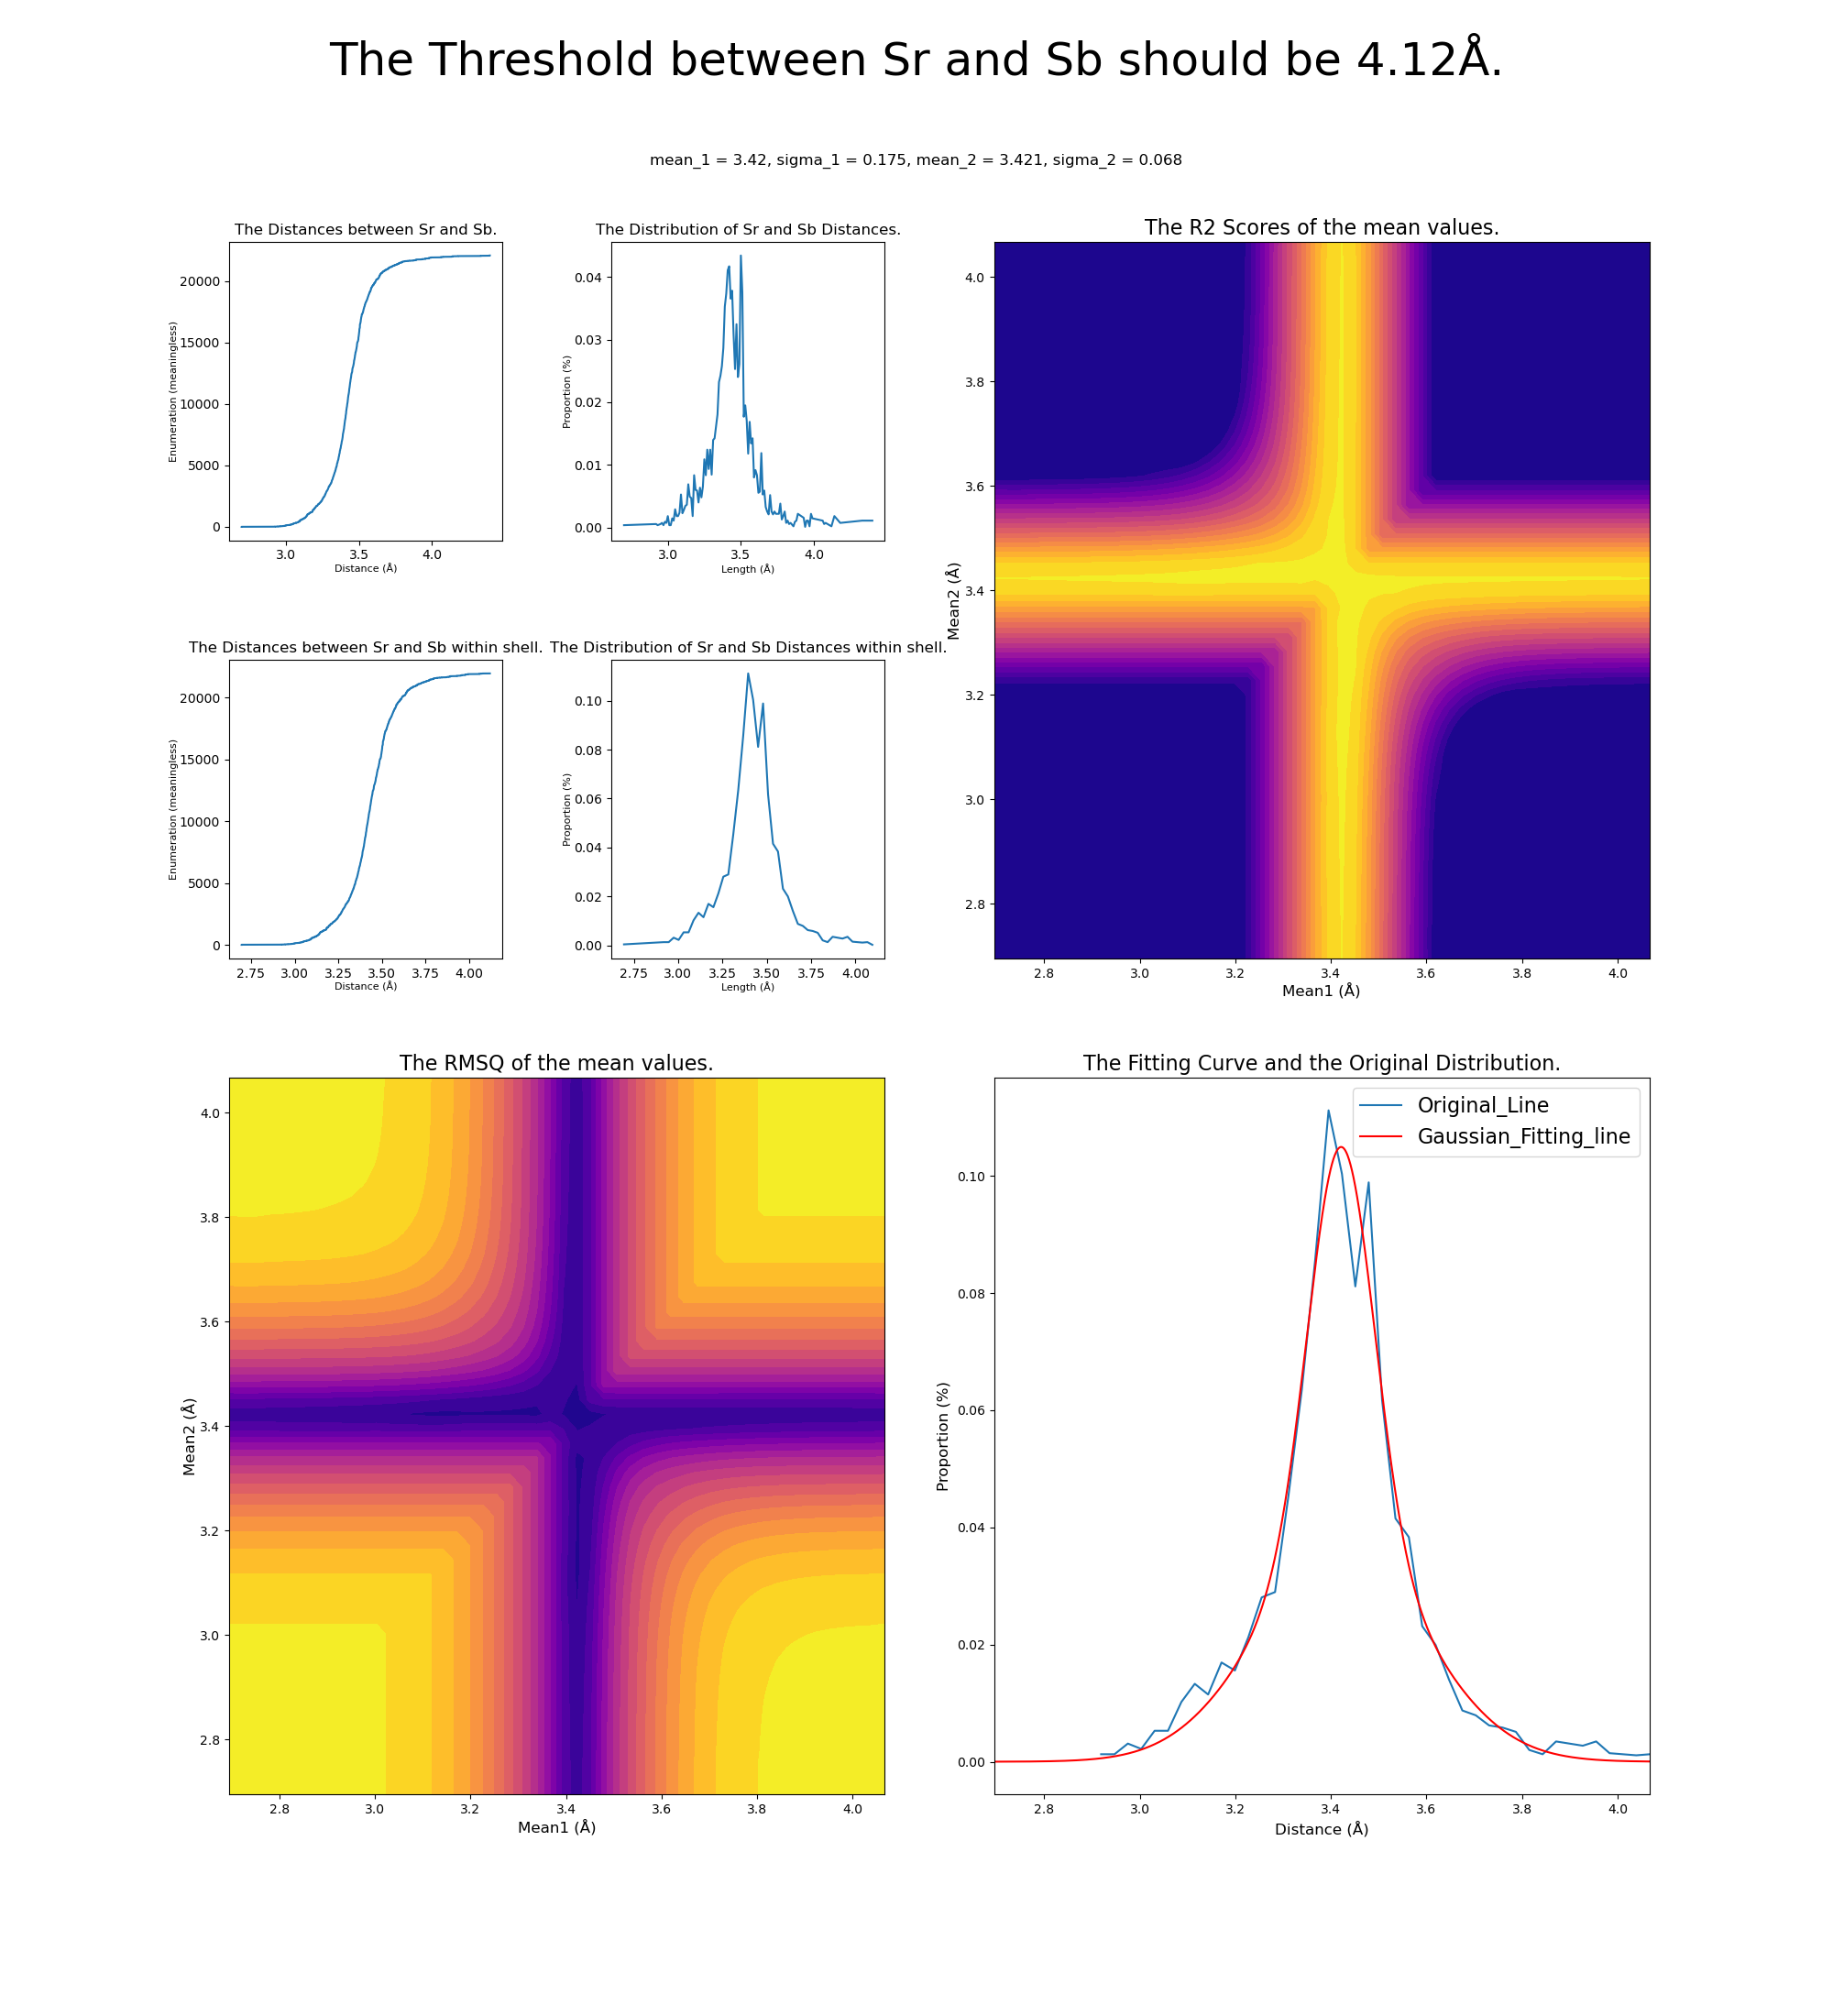 The Threshold between Sr and Sb should be 4.12Å.
mean_1 = 3.42, sigma_1 = 0.175, mean_2 = 3.421, sigma_2 = 0.068
The Distances between Sr and Sb.
Enumeration (meaningless)
20000
15000
10000
5000
0
3.0 3.5 4.0
Distance (Å)
The Distribution of Sr and Sb Distances.
Proportion (%)
0.04
0.03
0.02
0.01
0.00
3.0 3.5 4.0
Length (Å)
The R2 Scores of the mean values.
Mean2 (Å)
4.0
3.8
3.6
3.4
3.2
3.0
2.8
2.8 3.0 3.2 3.4 3.6 3.8 4.0
Mean1 (Å)
The Distances between Sr and Sb within shell.
Enumeration (meaningless)
20000
15000
10000
5000
0
2.75 3.00 3.25 3.50 3.75 4.00
Distance (Å)
The Distribution of Sr and Sb Distances within shell.
Proportion (%)
0.10
0.08
0.06
0.04
0.02
0.00
2.75 3.00 3.25 3.50 3.75 4.00
Length (Å)
The RMSQ of the mean values.
Mean2 (Å)
4.0
3.8
3.6
3.4
3.2
3.0
2.8
2.8 3.0 3.2 3.4 3.6 3.8 4.0
Mean1 (Å)
The Fitting Curve and the Original Distribution.
Original_Line
Gaussian_Fitting_line
Proportion (%)
0.10
0.08
0.06
0.04
0.02
0.00
2.8 3.0 3.2 3.4 3.6 3.8 4.0
Distance (Å)